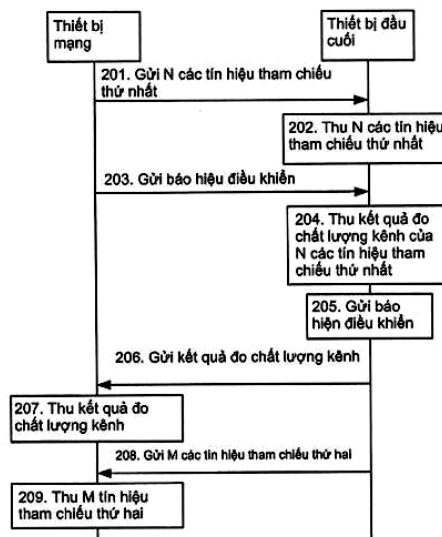 Thiết bị
mạng
Thiết bị đầu
cuối
201. Gửi N các tín hiệu tham chiếu
thứ nhất
202. Thu N các tín hiệu
tham chiếu thứ nhất
203. Gửi báo hiệu điều khiển
204. Thu kết quả đo
chất lượng kênh của
N các tín hiệu tham
chiếu thứ nhất
205. Gửi báo
hiện điều khiển
206. Gửi kết quả đo chất lượng kênh
207. Thu kết quả đo
chất lượng kênh
208. Gửi M các tín hiệu tham chiếu thứ hai
209. Thu M tín hiệu
tham chiếu thứ hai